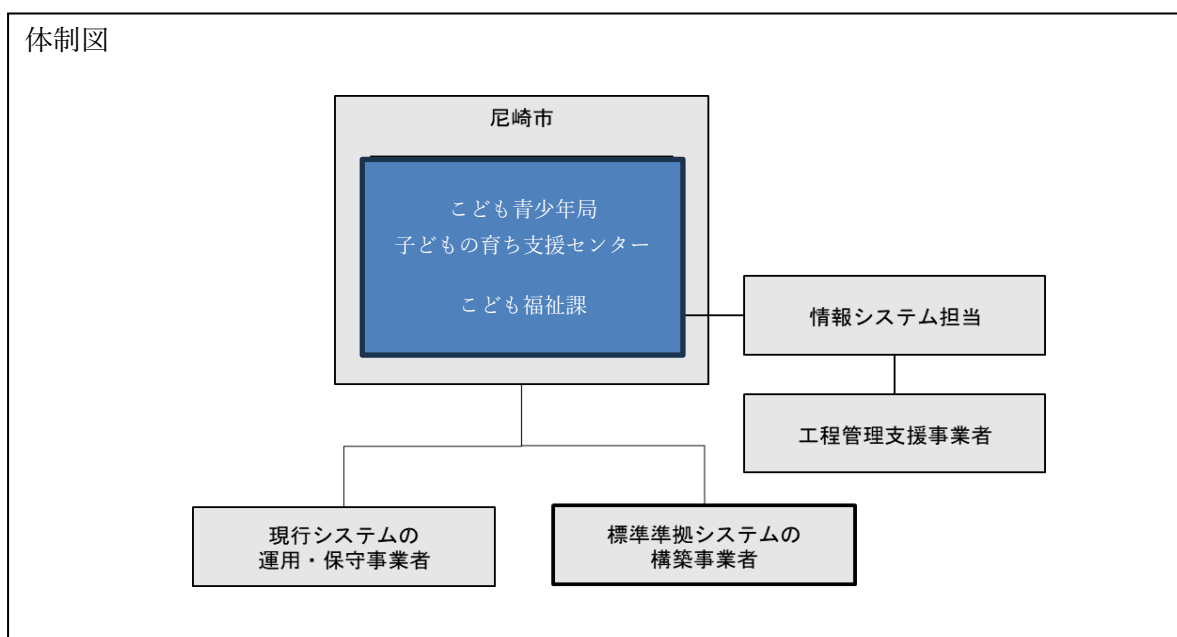 体制図
尼崎市
こども青少年局
子どもの育ち支援センター
こども福祉課
情報システム担当
工程管理支援事業者
現行システムの
運用・保守事業者
標準準拠システムの
構築事業者